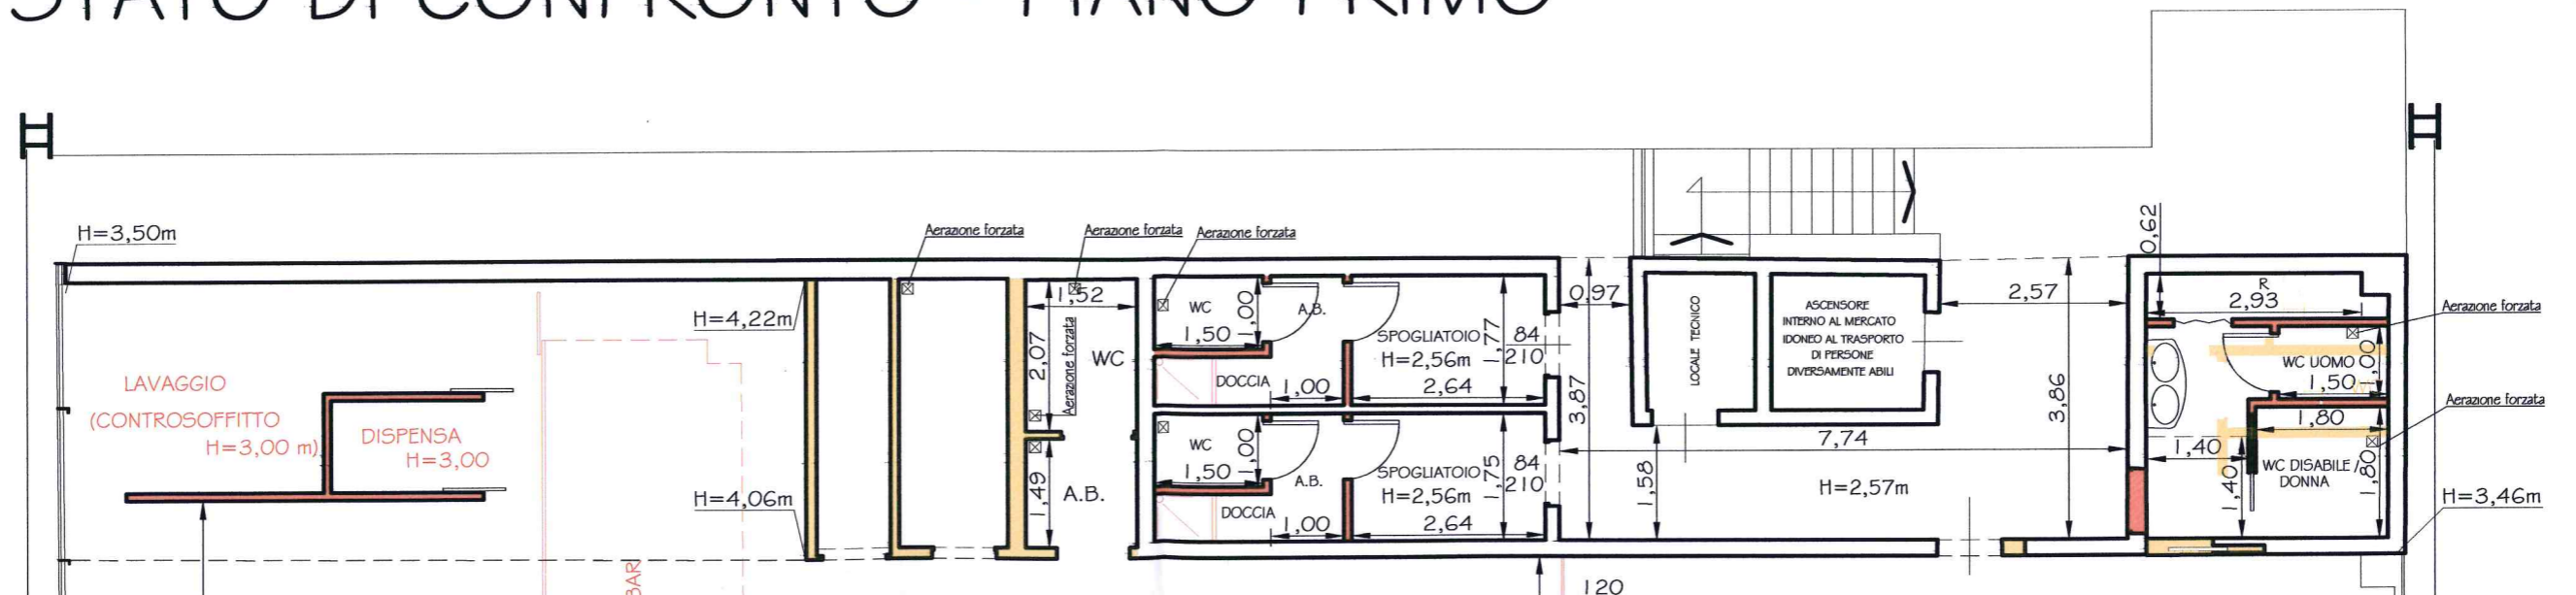 STATO DI CONFRONTO - PIANO PRIMO
H=3,50m
Aerazione forzata
Aerazione forzata
Aerazione forzata
0,62
H=4,22m
1,52
2,07
Aerazione forzata
WC
WC
1,50
1,00
A.B.
DOCCIA
1,00
SPOGLIATOIO
H=2,56m
2,64
1,77
84
210
0,97
3,87
LOCALE TECNICO
ASCENSORE
INTERNO AL MERCATO
IDONEO AL TRASPORTO
DI PERSONE
DIVERSAMENTE ABILI
2,57
3,86
R
2,93
Aerazione forzata
WC UOMO
1,50
1,00
Aerazione forzata
1,80
LAVAGGIO
(CONTROSOFFITTO
H=3,00 m)
DISPENSA
H=3,00
H=4,06m
1,49
A.B.
WC
1,50
1,00
A.B.
DOCCIA
1,00
SPOGLIATOIO
H=2,56m
2,64
1,75
84
210
1,58
7,74
H=2,57m
1,40
1,40
WC DISABILE /
DONNA
1,80
H=3,46m
BAR
120